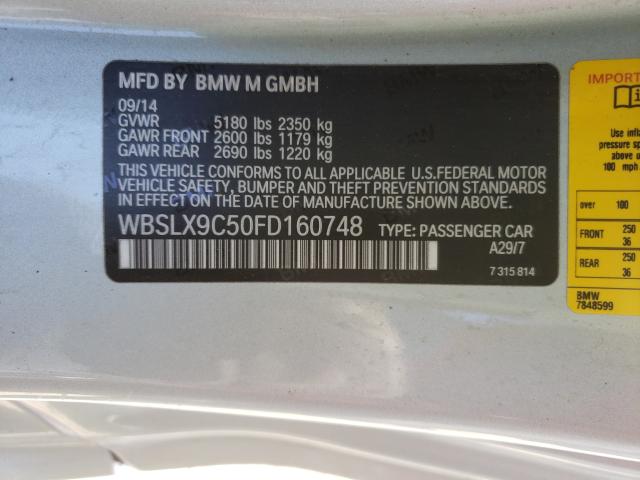 MFD BY BMW M GMBH
09/14
GVWR 5180 lbs 2350 kg
GAWR FRONT 2600 lbs 1179 kg
GAWR REAR 2690 lbs 1220 kg
THIS VEHICLE CONFORMS TO ALL APPLICABLE U.S.FEDERAL MOTOR
VEHICLE SAFETY, BUMPER AND THEFT PREVENTION STANDARDS
IN EFFECT ON THE DATE OF MANUFACTURE SHOWN ABOVE.
WBSLX9C50FD160748 TYPE: PASSENGER CAR
A29/7
7 315 814
IMPORT
Use infla
pressure sp
above u
100 mph
over 100
FRONT 250
36
REAR 250
36
BMW
7848599